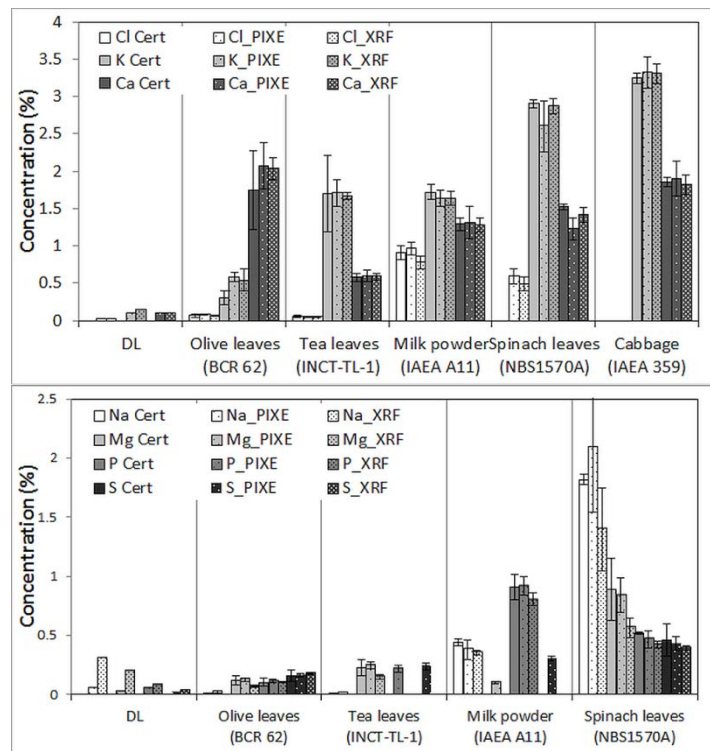 4
3.5
3
2.5
2
1.5
1
0.5
0
Concentration (%)
Cl Cert Cl_PIXE Cl_XRF
K Cert K_PIXE K_XRF
Ca Cert Ca_PIXE Ca_XRF
DL Olive leaves Tea leaves Milk powder Spinach leaves Cabbage
(BCR 62) (INCT-TL-1) (IAEA A11) (NBS1570A) (IAEA 359)
2.5
2
1.5
1
0.5
0
Concentration (%)
Na Cert Na_PIXE Na_XRF
Mg Cert Mg_PIXE Mg_XRF
P Cert P_PIXE P_XRF
S Cert S_PIXE S_XRF
DL Olive leaves Tea leaves Milk powder Spinach leaves
(BCR 62) (INCT-TL-1) (IAEA A11) (NBS1570A)